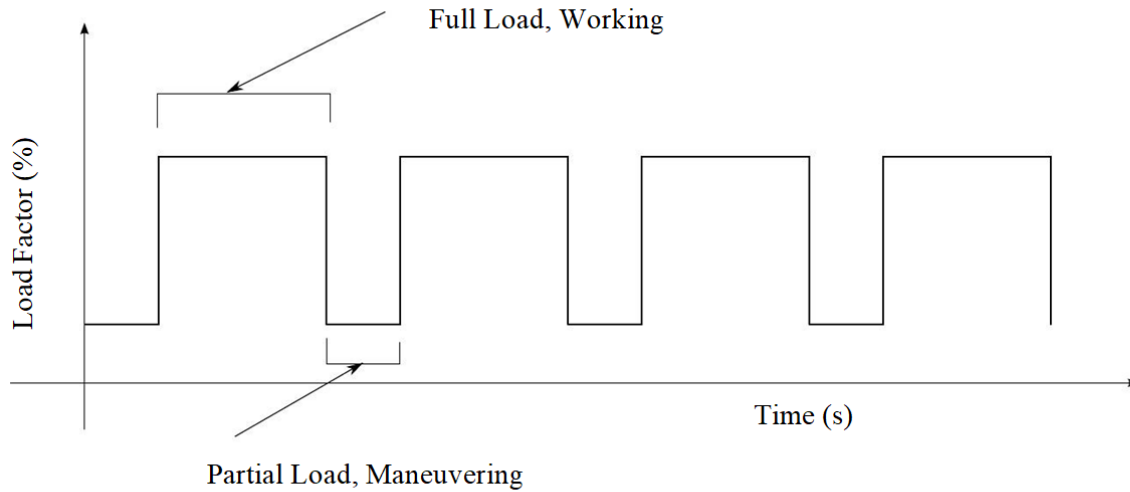 Full Load, Working
Load Factor (%)
Time (s)
Partial Load, Maneuvering